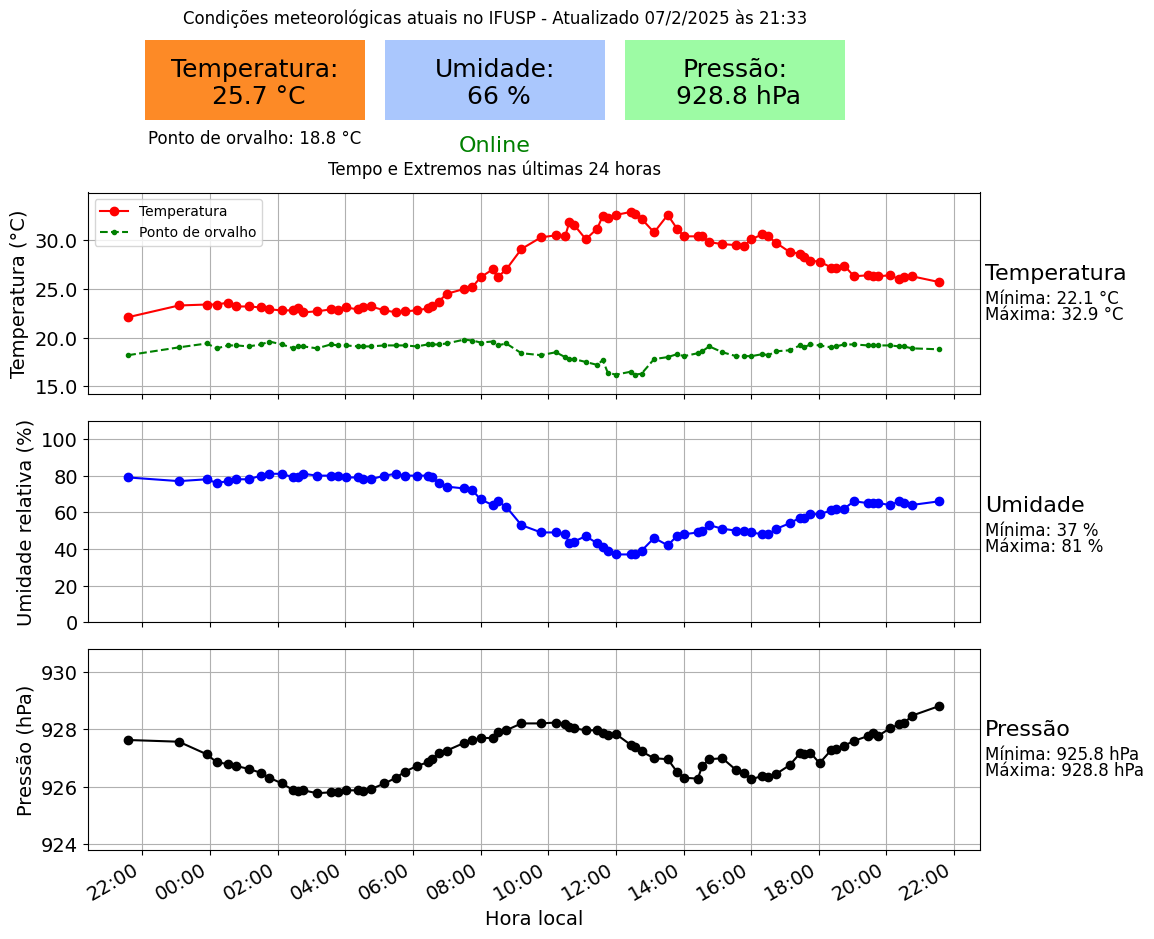 Condições meteorológicas atuais no IFUSP - Atualizado 07/2/2025 às 21:33
Temperatura:
25.7 °C
Umidade:
66 %
Pressão:
928.8 hPa
Ponto de orvalho: 18.8 °C
Online
Tempo e Extremos nas últimas 24 horas
Temperatura
Ponto de orvalho
Temperatura (°C)
30.0
25.0
20.0
15.0
Temperatura
Mínima: 22.1 °C
Máxima: 32.9 °C
Umidade relativa (%)
100
80
60
40
20
0
Umidade
Mínima: 37 %
Máxima: 81 %
Pressão (hPa)
930
928
926
924
Pressão
Mínima: 925.8 hPa
Máxima: 928.8 hPa
22:00 00:00 02:00 04:00 06:00 08:00 10:00 12:00 14:00 16:00 18:00 20:00 22:00
Hora local